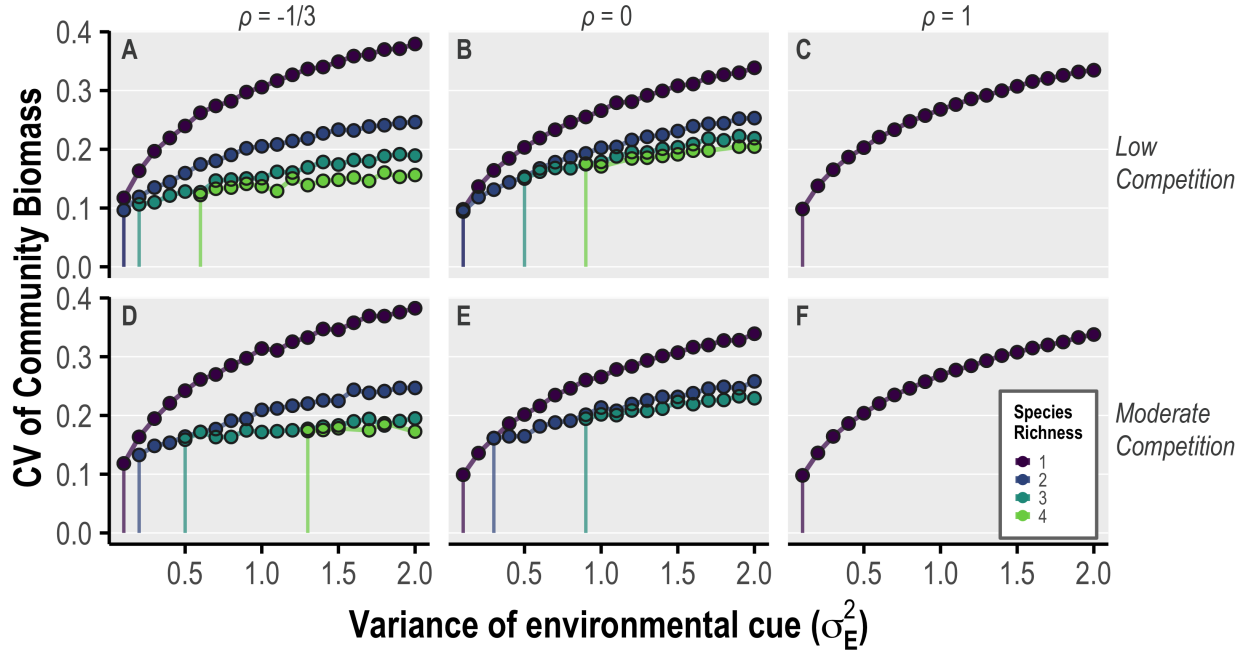 ρ = -1/3
ρ = 0
ρ = 1
CV of Community Biomass
0.4
0.3
0.2
0.1
0.0
A
B
C
Low
Competition
0.4
0.3
0.2
0.1
0.0
D
E
F
Moderate
Competition
Species
Richness
1
2
3
4
0.5 1.0 1.5 2.0
0.5 1.0 1.5 2.0
0.5 1.0 1.5 2.0
Variance of environmental cue (σ²E)